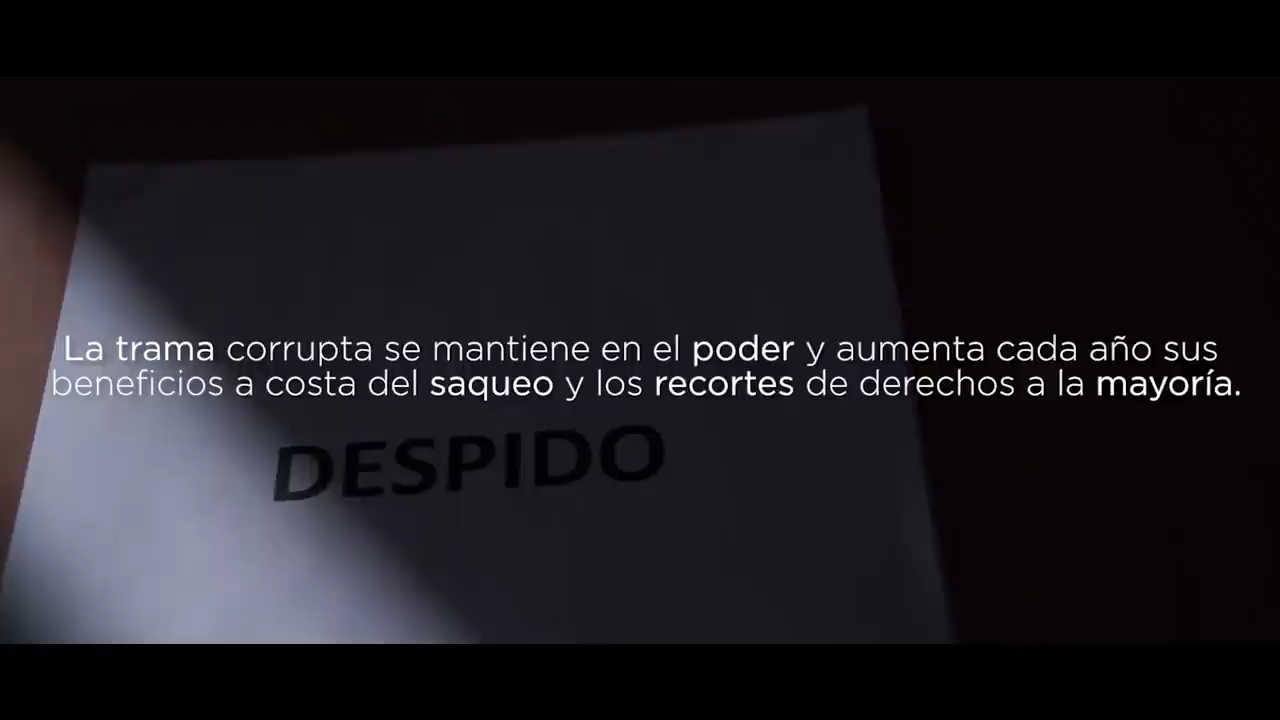 La trama corrupta se mantiene en el poder y aumenta cada año sus
beneficios a costa del saqueo y los recortes de derechos a la mayoría.
DESPIDO